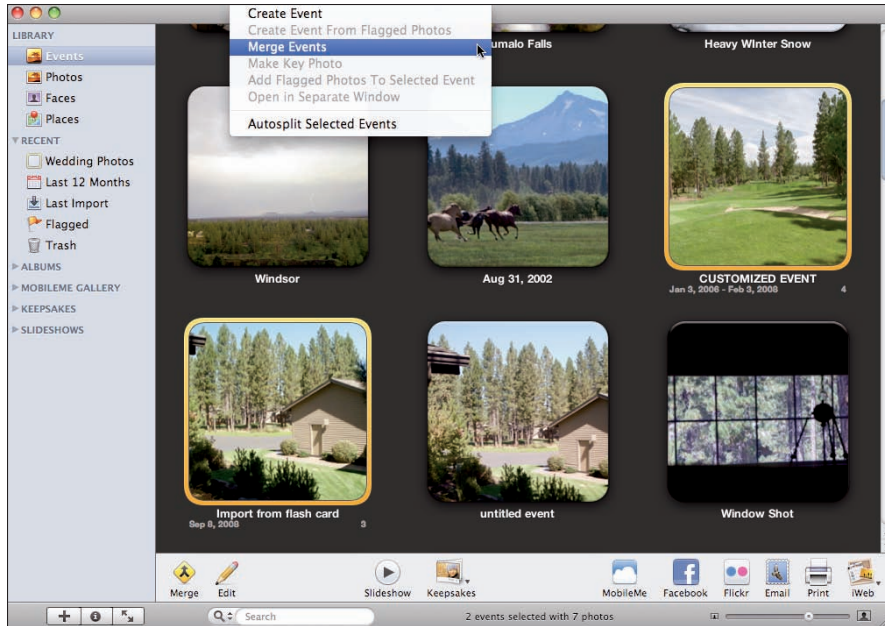 Create Event
Create Event From Flagged Photos
Merge Events
Make Key Photo
Add Flagged Photos To Selected Event
Open in Separate Window
Autosplit Selected Events
LIBRARY
Events
Photos
Faces
Places
RECENT
Wedding Photos
Last 12 Months
Last Import
Flagged
Trash
ALBUMS
MOBILEME GALLERY
KEEPSAKES
SLIDESHOWS
umalo Falls
Heavy WInter Snow
Windsor
Aug 31, 2002
CUSTOMIZED EVENT
Jan 3, 2006 - Feb 3, 2008 4
Import from flash card
Sep 8, 2008 3
untitled event
Window Shot
Merge
Edit
Slideshow
Keepsakes
MobileMe
Facebook
Flickr
Email
Print
iWeb
Search
2 events selected with 7 photos